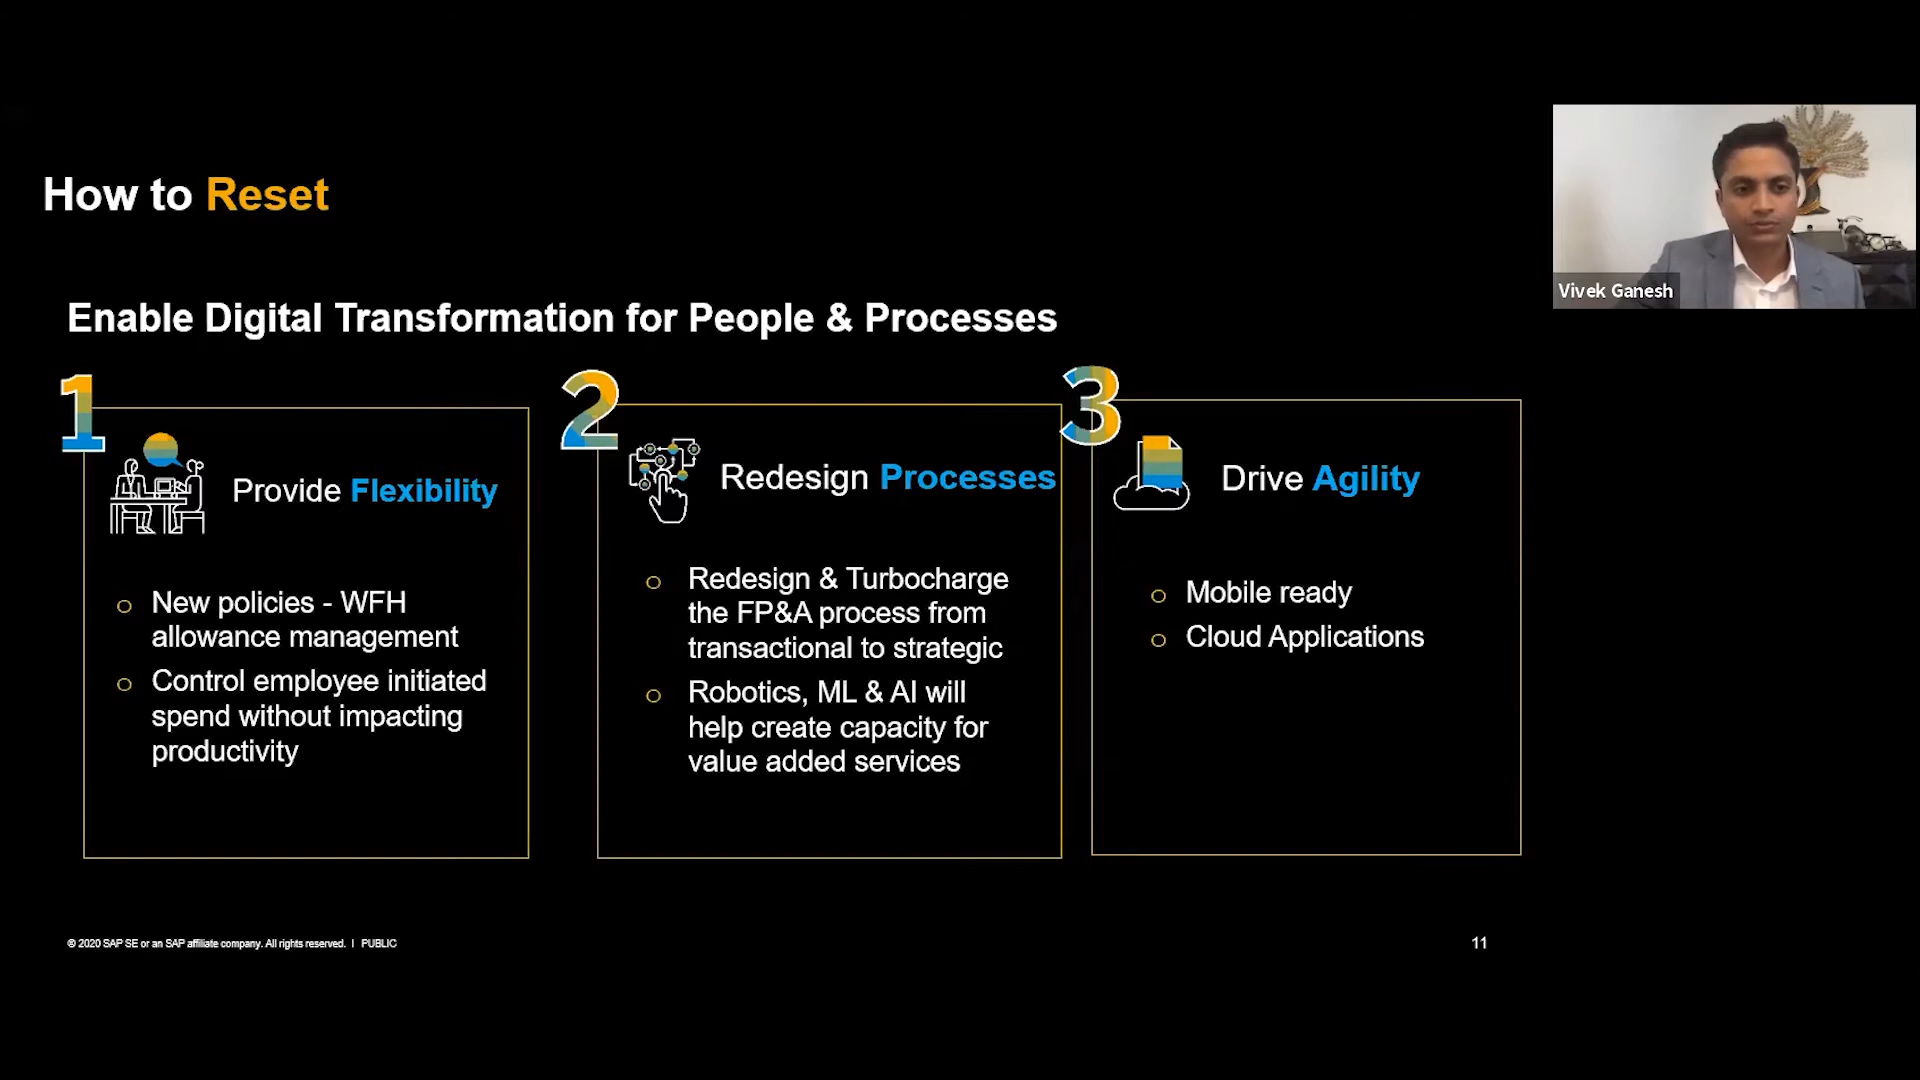 How to Reset
Vivek Ganesh
Enable Digital Transformation for People & Processes
1
Provide Flexibility
o New policies - WFH
allowance management
o Control employee initiated
spend without impacting
productivity
2
Redesign Processes
o Redesign & Turbocharge
the FP&A process from
transactional to strategic
o Robotics, ML & AI will
help create capacity for
value added services
3
Drive Agility
o Mobile ready
o Cloud Applications
© 2020 SAP SE or an SAP affiliate company. All rights reserved. I PUBLIC
11